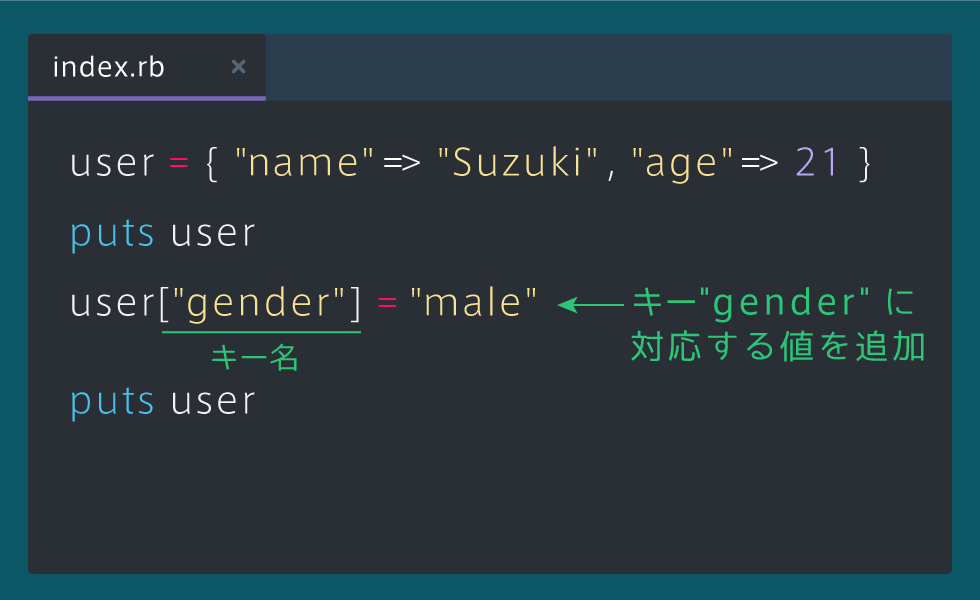 index.rb ×
user = { "name" => "Suzuki", "age" => 21 }
puts user
user["gender"] = "male" ← キー"gender" に
対応する値を追加
キー名
puts user